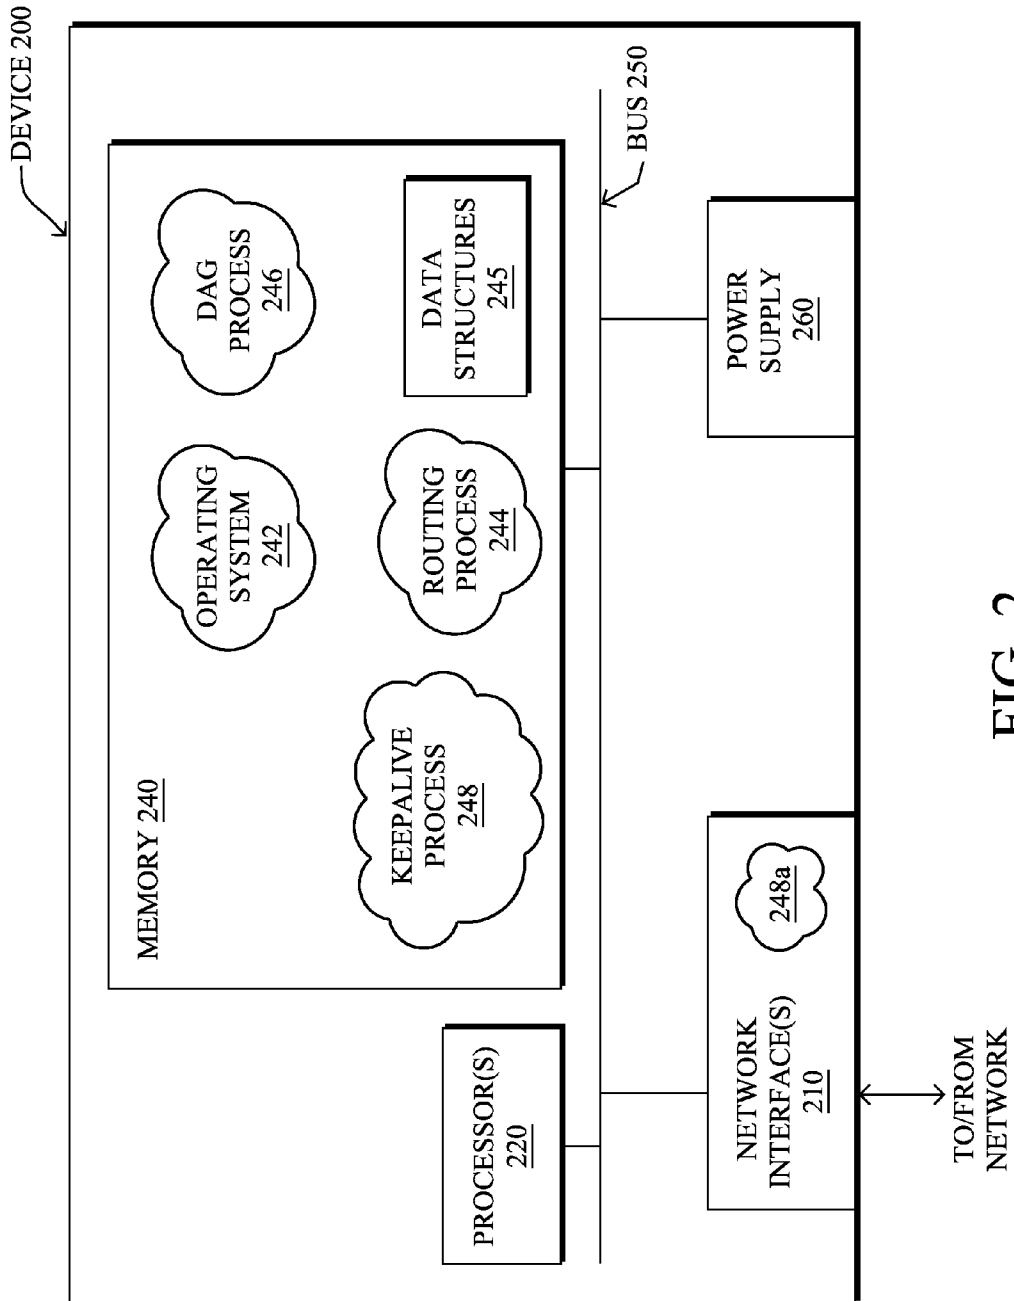 DEVICE 200
MEMORY 240
OPERATING
SYSTEM
242
DAG
PROCESS
246
KEEPALIVE
PROCESS
248
ROUTING
PROCESS
244
DATA
STRUCTURES
245
PROCESSOR(S)
220
BUS 250
NETWORK
INTERFACE(S)
210
248a
POWER
SUPPLY
260
TO/FROM
NETWORK
FIG. 2